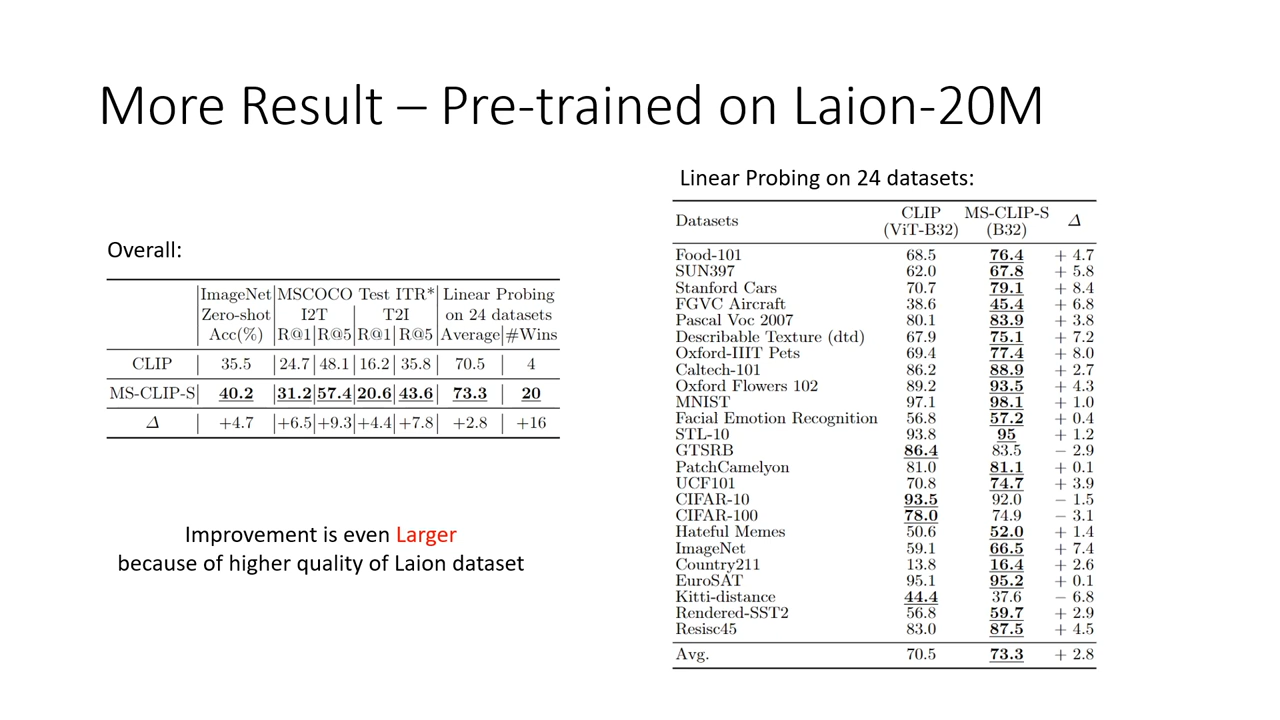 More Result – Pre-trained on Laion-20M
Overall:
ImageNet MSCOCO Test ITR* Linear Probing
Zero-shot I2T T2I on 24 datasets
Acc(%) R@1 R@5 R@1 R@5 Average #Wins
CLIP 35.5 24.7 48.1 16.2 35.8 70.5 4
MS-CLIP-S 40.2 31.2 57.4 20.6 43.6 73.3 20
Δ +4.7 +6.5 +9.3 +4.4 +7.8 +2.8 +16
Improvement is even Larger
because of higher quality of Laion dataset
Linear Probing on 24 datasets:
Datasets CLIP MS-CLIP-S Δ
(ViT-B32) (B32)
Food-101 68.5 76.4 + 4.7
SUN397 62.0 67.8 + 5.8
Stanford Cars 70.7 79.1 + 8.4
FGVC Aircraft 38.6 45.4 + 6.8
Pascal Voc 2007 80.1 83.9 + 3.8
Describable Texture (dtd) 67.9 75.1 + 7.2
Oxford-IIIT Pets 69.4 77.4 + 8.0
Caltech-101 86.2 88.9 + 2.7
Oxford Flowers 102 89.2 93.5 + 4.3
MNIST 97.1 98.1 + 1.0
Facial Emotion Recognition 56.8 57.2 + 0.4
STL-10 93.8 95 + 1.2
GTSRB 86.4 83.5 − 2.9
PatchCamelyon 81.0 81.1 + 0.1
UCF101 70.8 74.7 + 3.9
CIFAR-10 93.5 92.0 − 1.5
CIFAR-100 78.0 74.9 − 3.1
Hateful Memes 50.6 52.0 + 1.4
ImageNet 59.1 66.5 + 7.4
Country211 13.8 16.4 + 2.6
EuroSAT 95.1 95.2 + 0.1
Kitti-distance 44.4 37.6 − 6.8
Rendered-SST2 56.8 59.7 + 2.9
Resisc45 83.0 87.5 + 4.5
Avg. 70.5 73.3 + 2.8